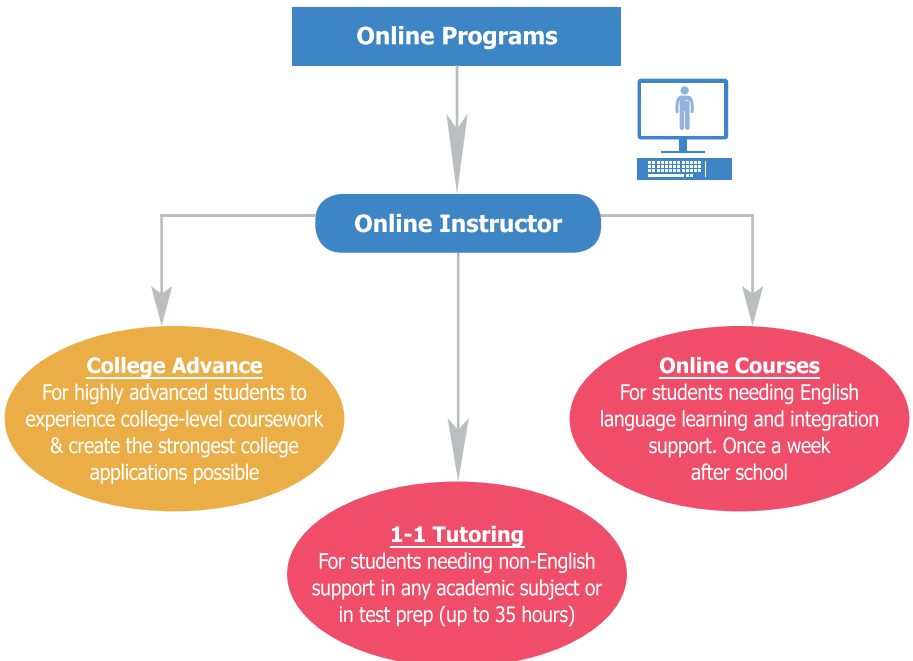 Online Programs
Online Instructor
College Advance
For highly advanced students to
experience college-level coursework
& create the strongest college
applications possible
Online Courses
For students needing English
language learning and integration
support. Once a week
after school
1-1 Tutoring
For students needing non-English
support in any academic subject or
in test prep (up to 35 hours)